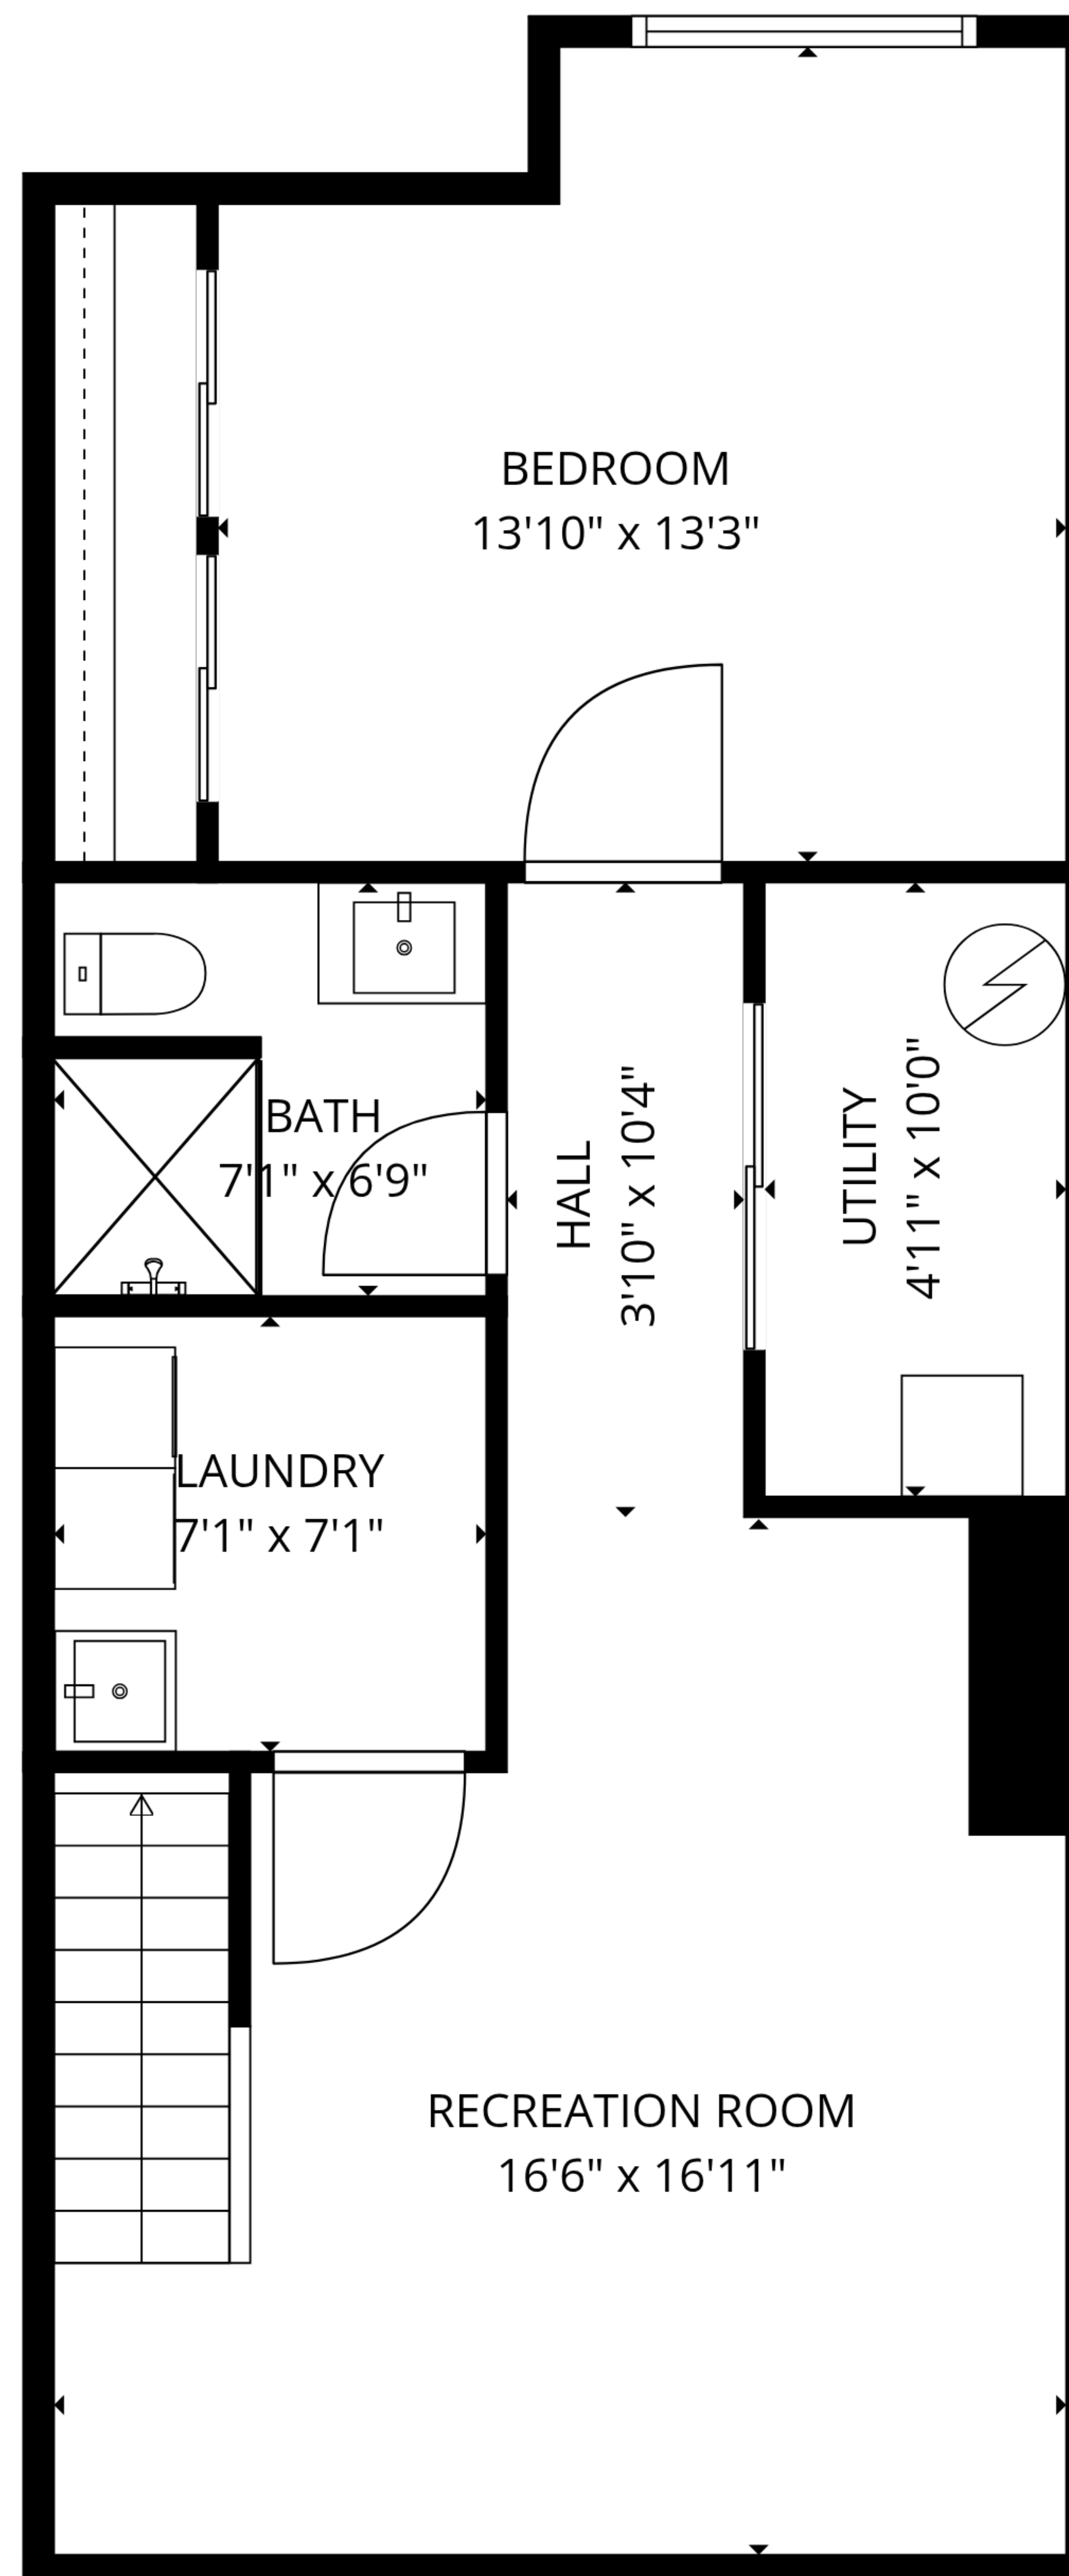 BEDROOM
13'10" x 13'3"
BATH
7'1" x 6'9"
HALL
3'10" x 10'4"
UTILITY
4'11" x 10'0"
LAUNDRY
7'1" x 7'1"
RECREATION ROOM
16'6" x 16'11"